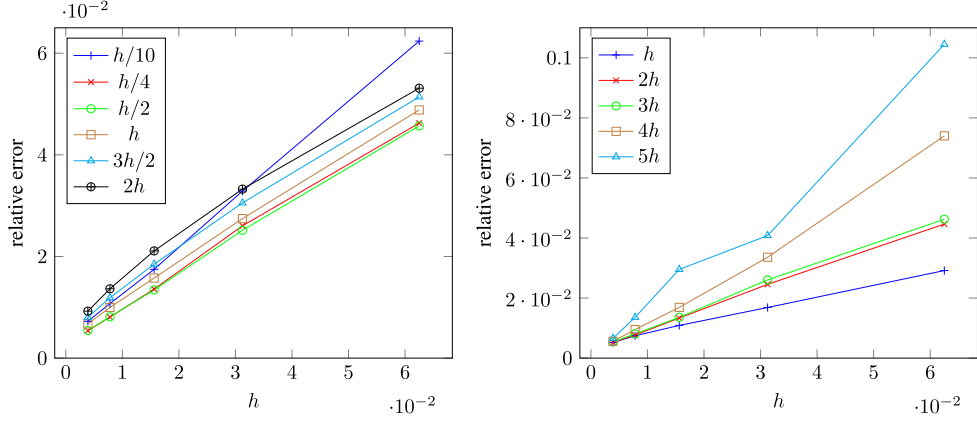 ·10⁻²
6
4
2
0
relative error
h/10
h/4
h/2
h
3h/2
2h
0 1 2 3 4 5 6
h
·10⁻²
0.1
8 · 10⁻²
6 · 10⁻²
4 · 10⁻²
2 · 10⁻²
0
relative error
h
2h
3h
4h
5h
0 1 2 3 4 5 6
h
·10⁻²